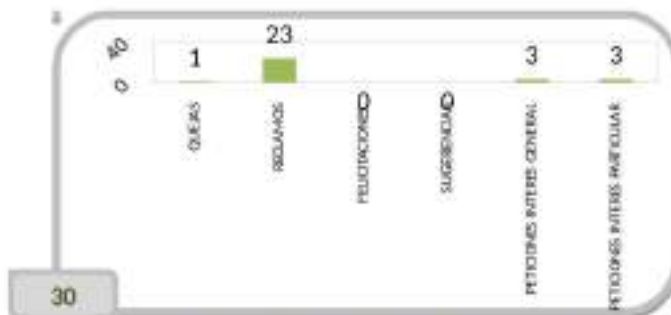 40
0
1
23
0
0
3
3
QUEJAS
RECLAMOS
FELICITACIONES
SUGERENCIAS
PETICIONES INTERES GENERAL
PETICIONES INTERES PARTICULAR
30